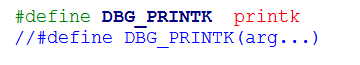 #define DBG_PRINTK  printk
//#define DBG_PRINTK(arg...)